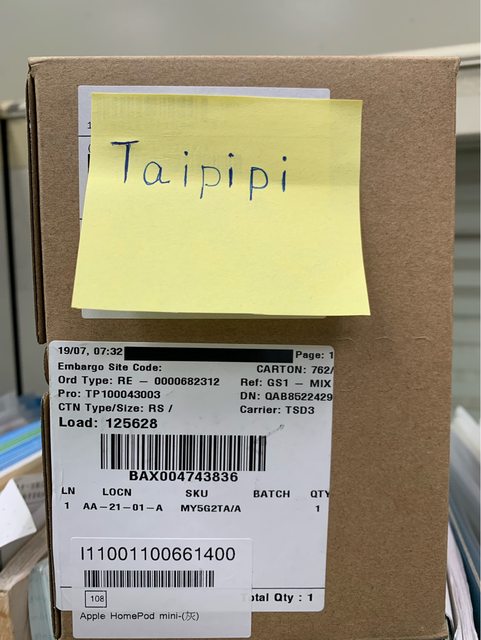 Taipipi
19/07, 07:32 Page: 1
Embargo Site Code: CARTON: 762/
Ord Type: RE - 0000682312 Ref: GS1 - MIX
Pro: TP100043003 DN: QAB8522429
CTN Type/Size: RS / Carrier: TSD3
Load: 125628
BAX004743836
LN LOCN SKU BATCH QTY
1 AA-21-01-A MY5G2TA/A 1
I11001100661400
108 Total Qty : 1
Apple HomePod mini-(灰)